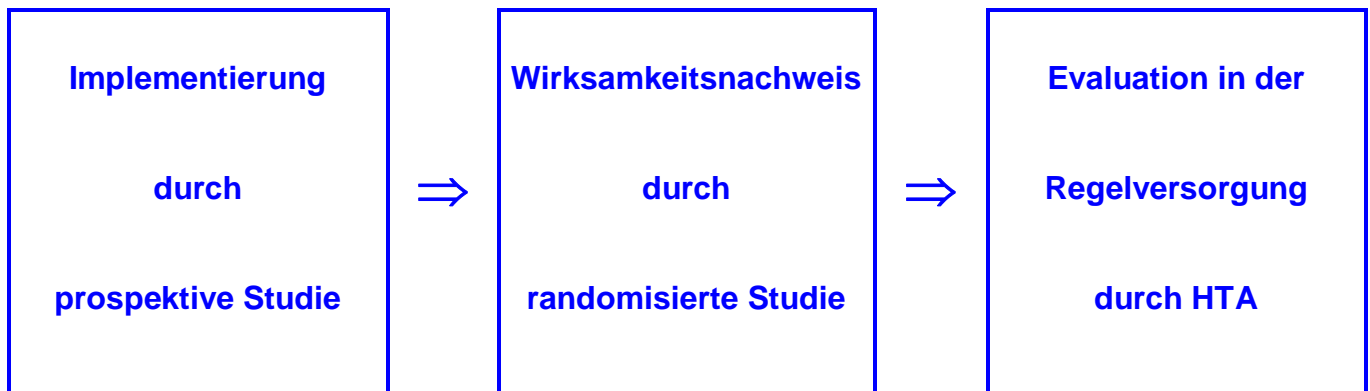 Implementierung
durch
prospektive Studie
⇒
Wirksamkeitsnachweis
durch
randomisierte Studie
⇒
Evaluation in der
Regelversorgung
durch HTA